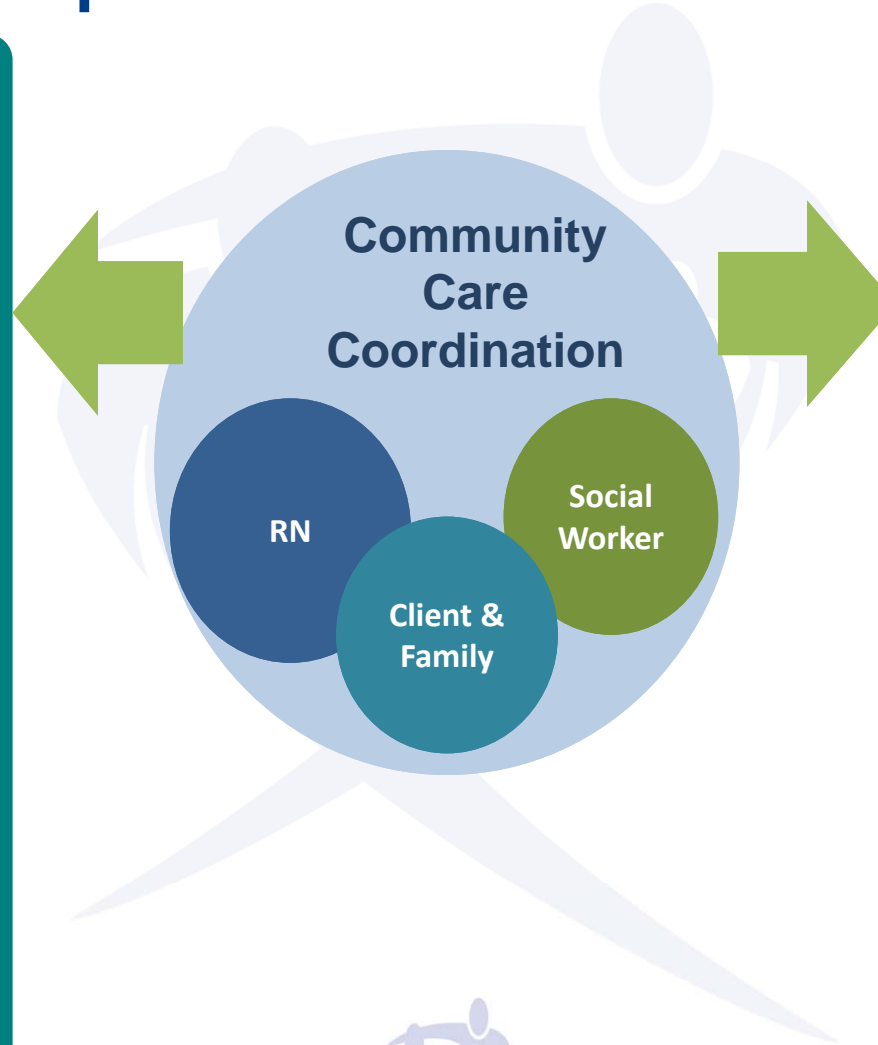 Community
Care
Coordination
RN
Social
Worker
Client &
Family